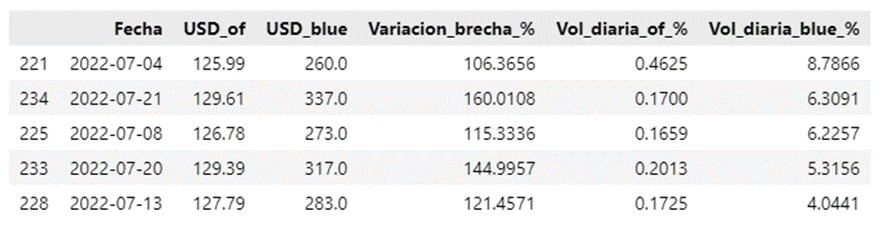 Fecha USD_of USD_blue Variacion_brecha_% Vol_diaria_of_% Vol_diaria_blue_%
221 2022-07-04 125.99 260.0 106.3656 0.4625 8.7866
234 2022-07-21 129.61 337.0 160.0108 0.1700 6.3091
225 2022-07-08 126.78 273.0 115.3336 0.1659 6.2257
233 2022-07-20 129.39 317.0 144.9957 0.2013 5.3156
228 2022-07-13 127.79 283.0 121.4571 0.1725 4.0441